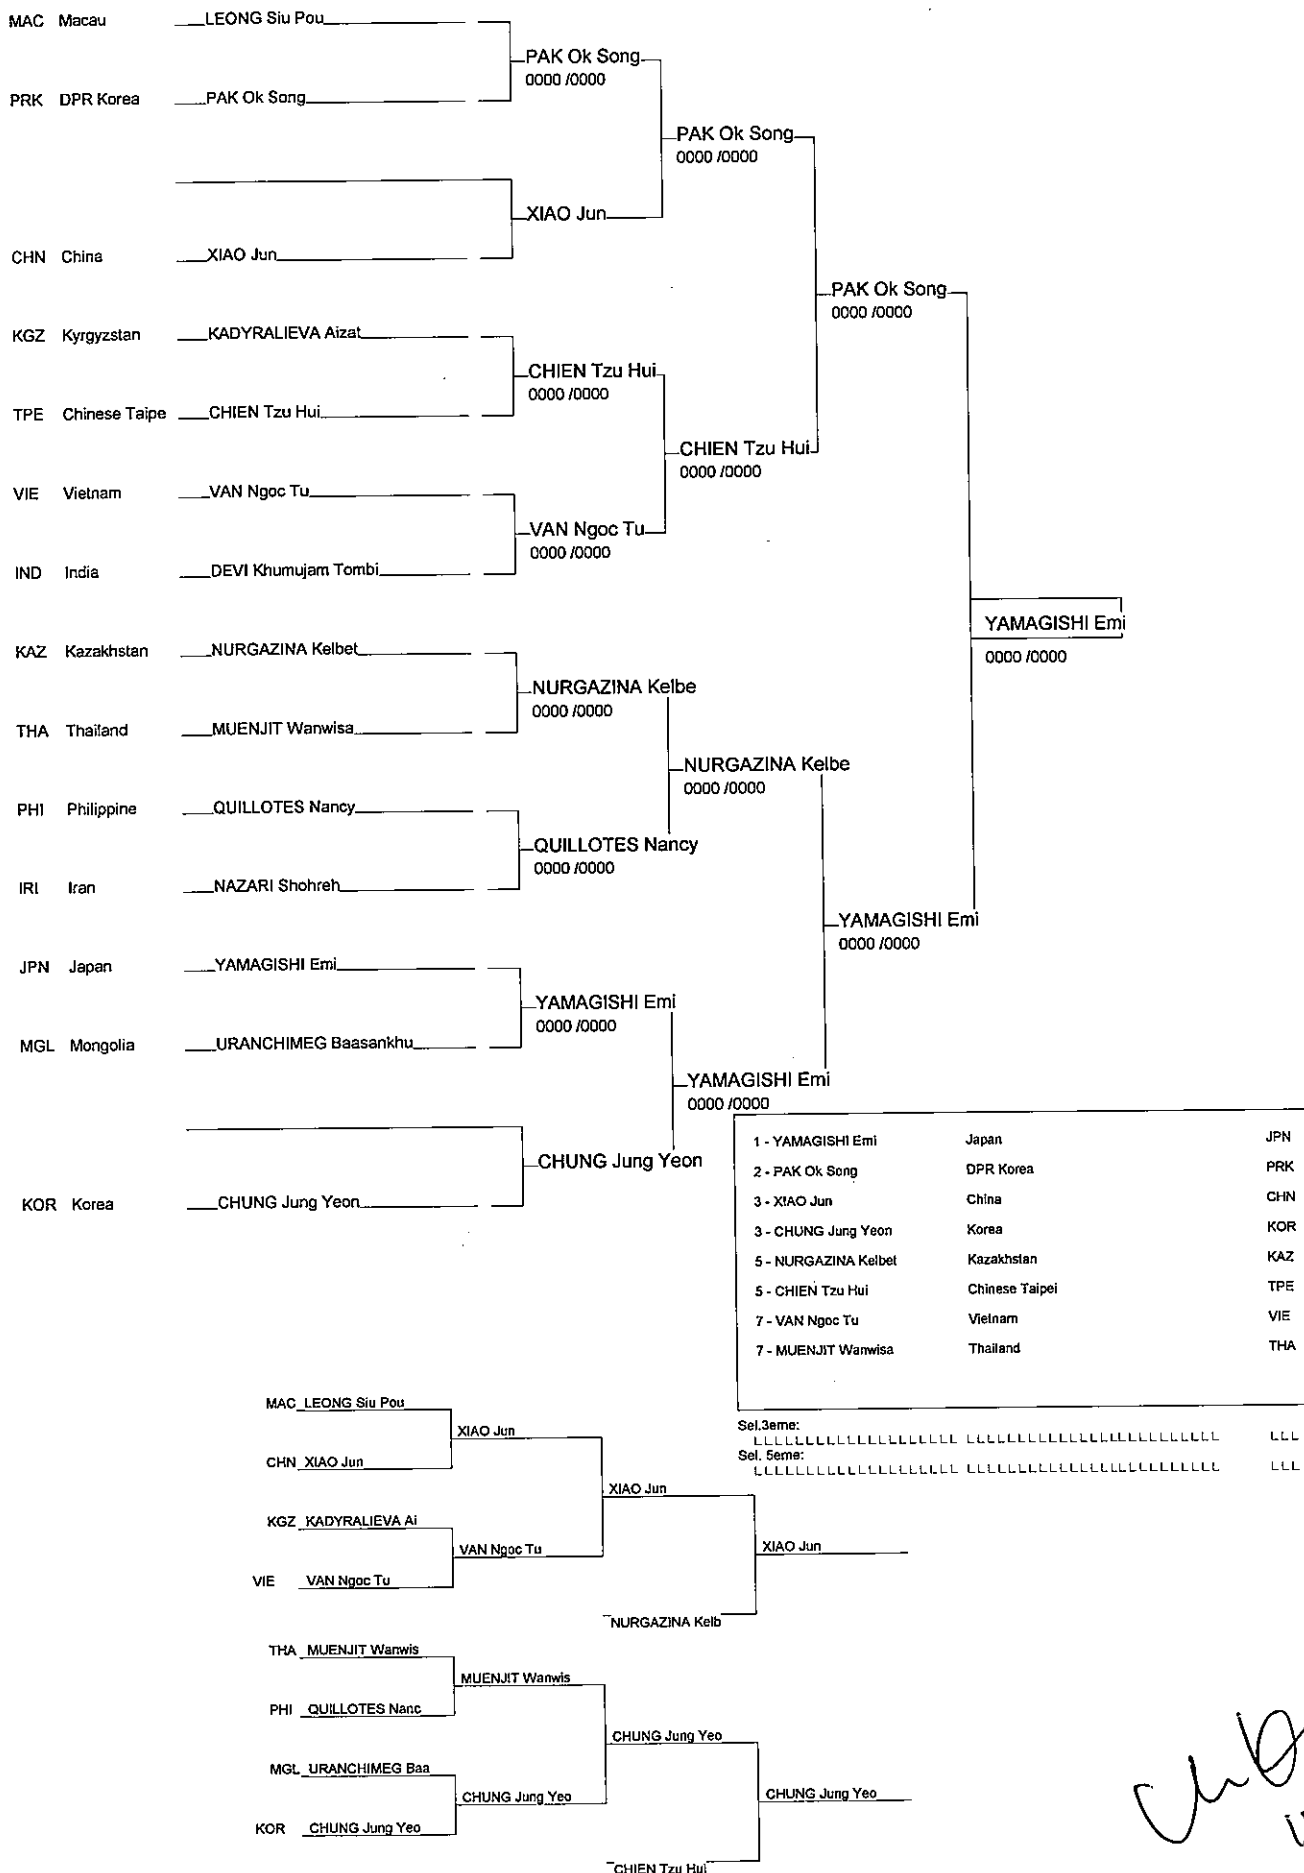 MAC Macau LEONG Siu Pou
PAK Ok Song
0000 /0000
PRK DPR Korea PAK Ok Song
PAK Ok Song
0000 /0000
XIAO Jun
CHN China XIAO Jun
PAK Ok Song
0000 /0000
KGZ Kyrgyzstan KADYRALIEVA Aizat
CHIEN Tzu Hui
0000 /0000
TPE Chinese Taipe CHIEN Tzu Hui
CHIEN Tzu Hui
0000 /0000
VIE Vietnam VAN Ngoc Tu
VAN Ngoc Tu
0000 /0000
IND India DEVI Khumujam Tombi
YAMAGISHI Emi
0000 /0000
KAZ Kazakhstan NURGAZINA Kelbet
NURGAZINA Kelbe
0000 /0000
THA Thailand MUENJIT Wanwisa
NURGAZINA Kelbe
0000 /0000
PHI Philippine QUILLOTES Nancy
QUILLOTES Nancy
0000 /0000
IRI Iran NAZARI Shohreh
YAMAGISHI Emi
0000 /0000
JPN Japan YAMAGISHI Emi
YAMAGISHI Emi
0000 /0000
MGL Mongolia URANCHIMEG Baasankhu
YAMAGISHI Emi
0000 /0000
CHUNG Jung Yeon
KOR Korea CHUNG Jung Yeon
1 - YAMAGISHI Emi Japan JPN
2 - PAK Ok Song DPR Korea PRK
3 - XIAO Jun China CHN
3 - CHUNG Jung Yeon Korea KOR
5 - NURGAZINA Kelbet Kazakhstan KAZ
5 - CHIEN Tzu Hui Chinese Taipei TPE
7 - VAN Ngoc Tu Vietnam VIE
7 - MUENJIT Wanwisa Thailand THA
Sel.3eme:
Sel. 5eme:
MAC LEONG Siu Pou
XIAO Jun
CHN XIAO Jun
XIAO Jun
KGZ KADYRALIEVA Ai
VAN Ngoc Tu
XIAO Jun
VIE VAN Ngoc Tu
NURGAZINA Kelb
THA MUENJIT Wanwis
MUENJIT Wanwis
PHI QUILLOTES Nanc
CHUNG Jung Yeo
MGL URANCHIMEG Baa
CHUNG Jung Yeo
CHUNG Jung Yeo
KOR CHUNG Jung Yeo
CHIEN Tzu Hui